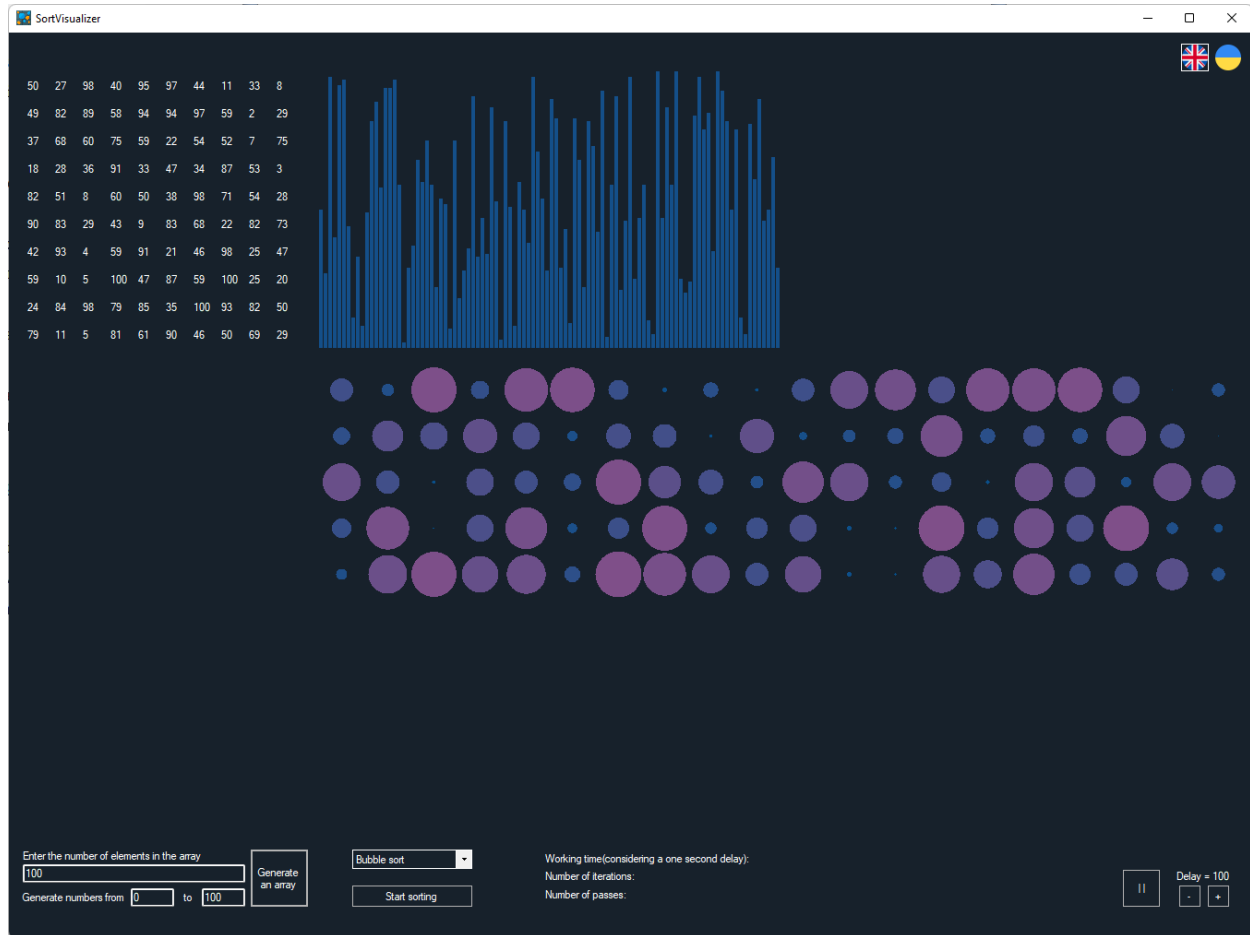 SortVisualizer
50 27 98 40 95 97 44 11 33 8
49 82 89 58 94 94 97 59 2 29
37 68 60 75 59 22 54 52 7 75
18 28 36 91 33 47 34 87 53 3
82 51 8 60 50 38 98 71 54 28
90 83 29 43 9 83 68 22 82 73
42 93 4 59 91 21 46 98 25 47
59 10 5 100 47 87 59 100 25 20
24 84 98 79 85 35 100 93 82 50
79 11 5 81 61 90 46 50 69 29
Enter the number of elements in the array
100
Generate numbers from 0 to 100
Generate
an array
Bubble sort
Start sorting
Working time(considering a one second delay):
Number of iterations:
Number of passes:
Delay = 100
- +